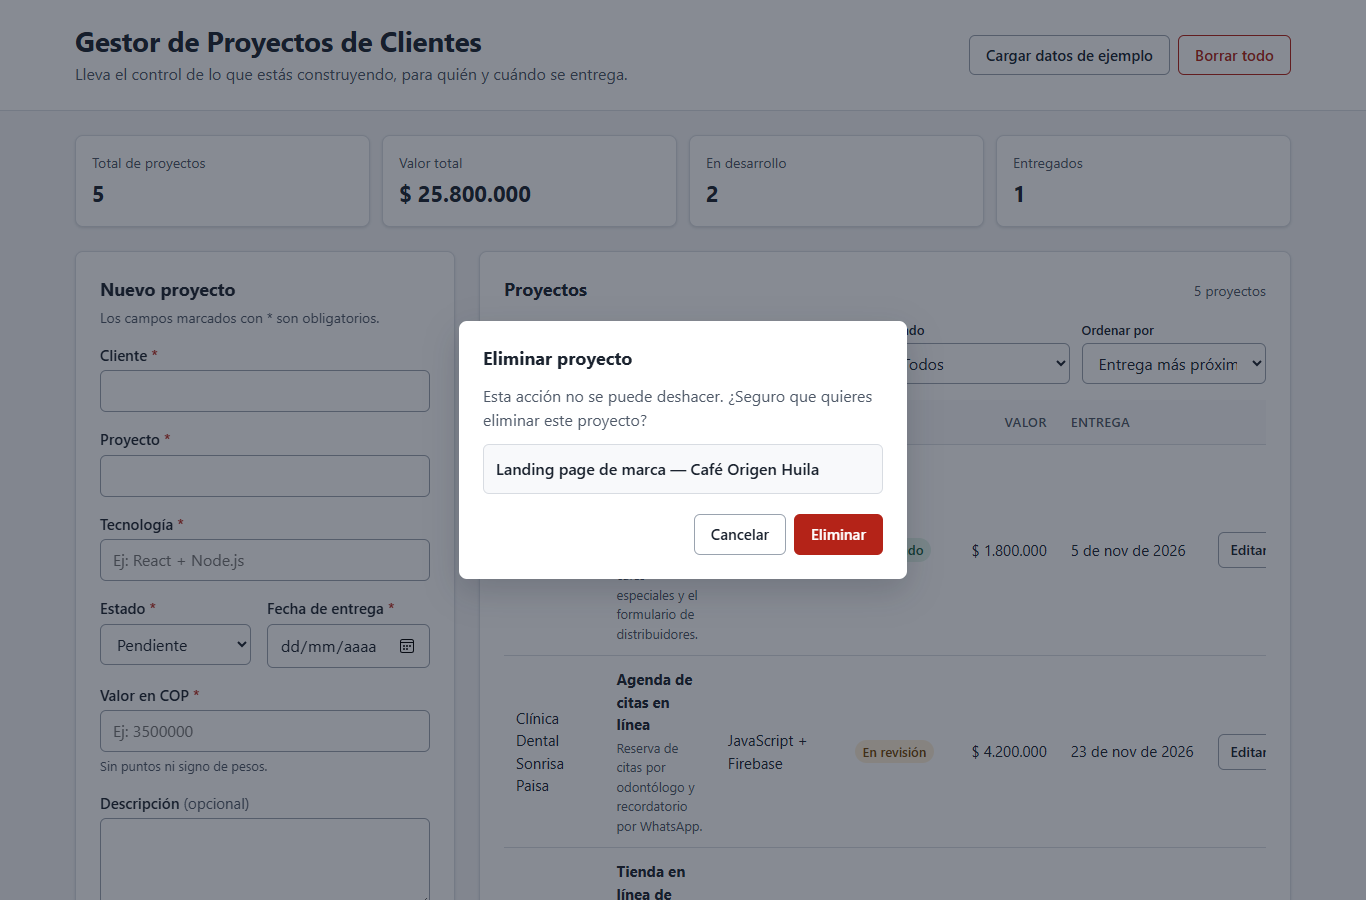 Gestor de Proyectos de Clientes
Lleva el control de lo que estás construyendo, para quién y cuándo se entrega.
Cargar datos de ejemplo
Borrar todo
Total de proyectos
5
Valor total
$ 25.800.000
En desarrollo
2
Entregados
1
Nuevo proyecto
Los campos marcados con * son obligatorios.
Cliente *
Proyecto *
Tecnología *
Ej: React + Node.js
Estado *
Pendiente
Fecha de entrega *
dd/mm/aaaa
Valor en COP *
Ej: 3500000
Sin puntos ni signo de pesos.
Descripción (opcional)
Proyectos
5 proyectos
Ordenar por
Entrega más próxim
VALOR
ENTREGA
Eliminar proyecto
Esta acción no se puede deshacer. ¿Seguro que quieres
eliminar este proyecto?
Landing page de marca — Café Origen Huila
Cancelar
Eliminar
especiales y el
formulario de
distribuidores.
$ 1.800.000
5 de nov de 2026
Editar
Clínica
Dental
Sonrisa
Paisa
Agenda de
citas en
línea
Reserva de
citas por
odontólogo y
recordatorio
por WhatsApp.
JavaScript +
Firebase
En revisión
$ 4.200.000
23 de nov de 2026
Editar
Tienda en
línea de